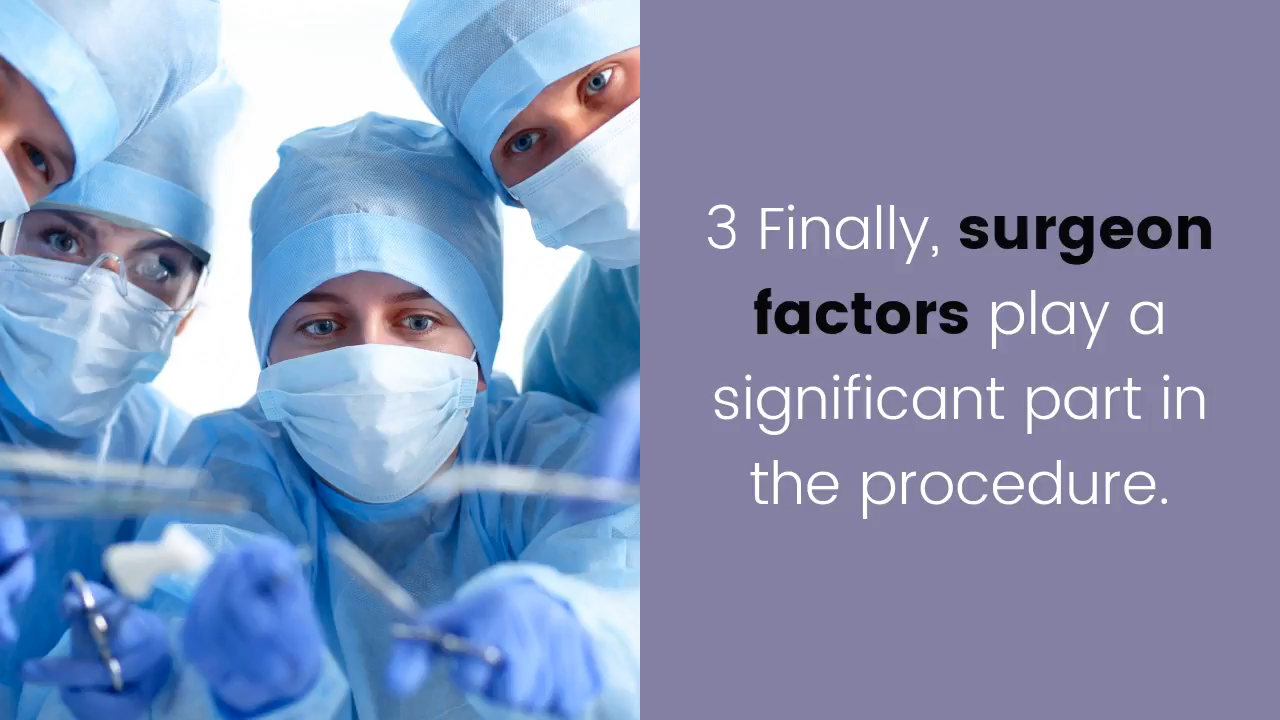 3 Finally, surgeon
factors play a
significant part in
the procedure.